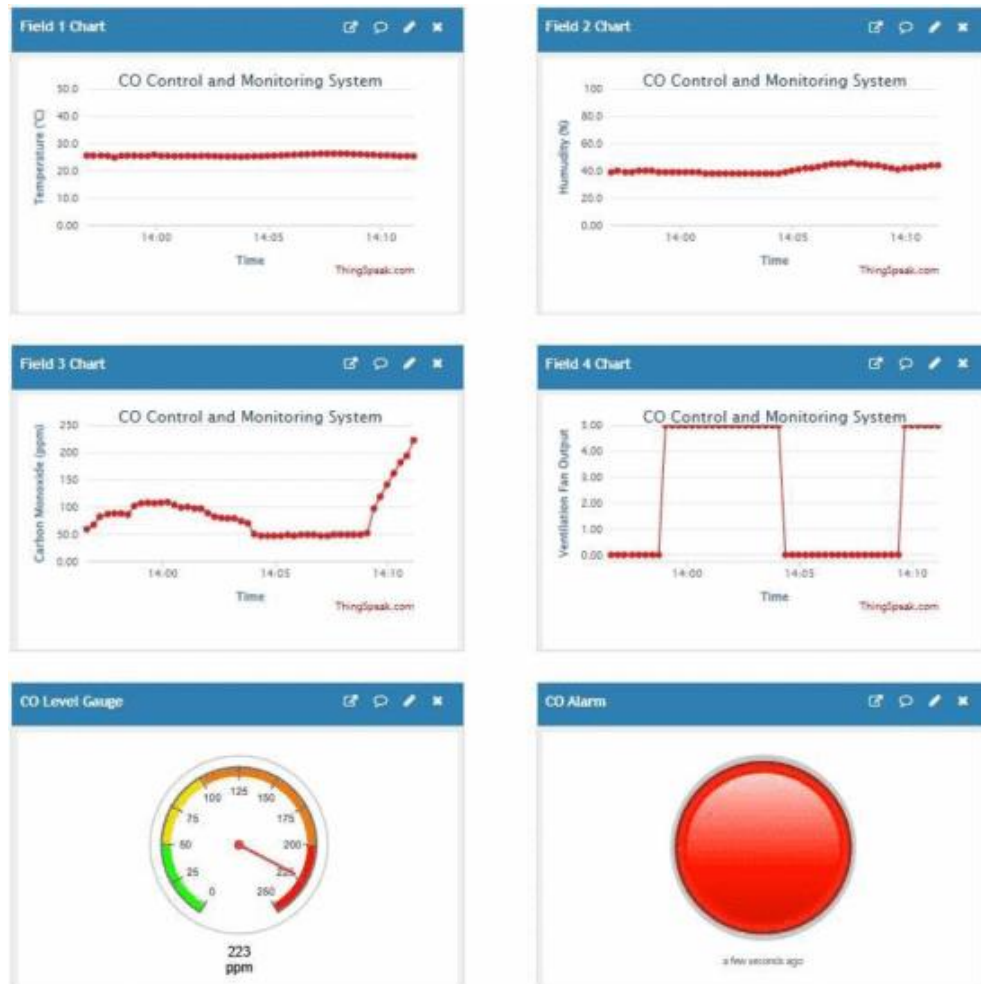 Field 1 Chart
CO Control and Monitoring System
50.0
40.0
30.0
20.0
10.0
0.00
Temperature (°C)
14:00
14:05
14:10
Time
ThingSpeak.com
Field 2 Chart
CO Control and Monitoring System
100
80.0
60.0
40.0
20.0
0.00
Humudity (%)
14:00
14:05
14:10
Time
ThingSpeak.com
Field 3 Chart
CO Control and Monitoring System
250
200
150
100
50.0
0.00
Carbon Monoxide (ppm)
14:00
14:05
14:10
Time
ThingSpeak.com
Field 4 Chart
CO Control and Monitoring System
5.00
4.00
3.00
2.00
1.00
0.00
Ventilation Fan Output
14:00
14:05
14:10
Time
ThingSpeak.com
CO Level Gauge
0
25
50
75
100
125
150
175
200
225
250
223
ppm
CO Alarm
a few seconds ago